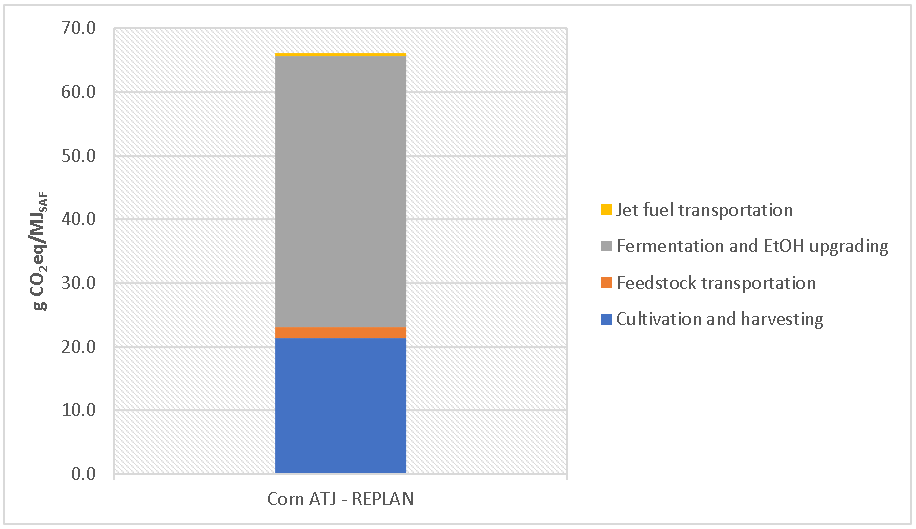 70.0
60.0
50.0
40.0
30.0
20.0
10.0
0.0
g CO₂eq/MJSAF
Corn ATJ - REPLAN
Jet fuel transportation
Fermentation and EtOH upgrading
Feedstock transportation
Cultivation and harvesting